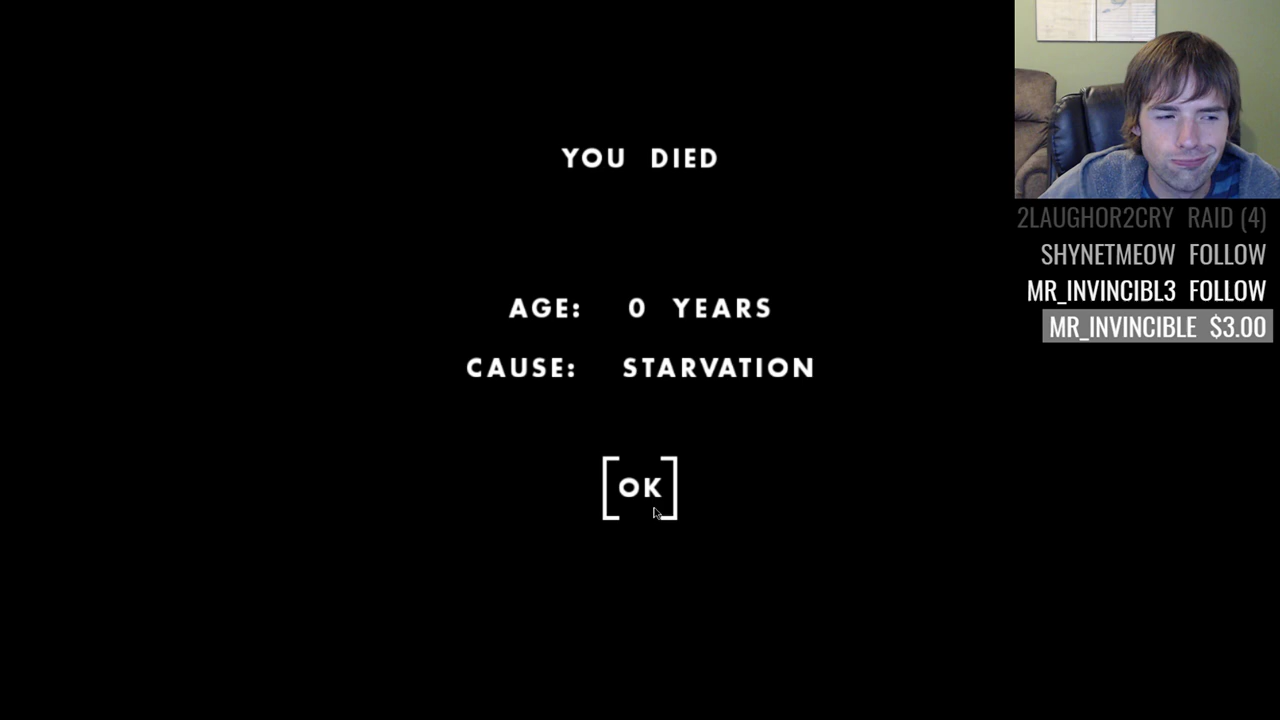 YOU DIED
AGE: 0 YEARS
CAUSE: STARVATION
[OK]
2LAUGHOR2CRY RAID (4)
SHYNETMEOW FOLLOW
MR_INVINCIBL3 FOLLOW
MR_INVINCIBLE $3.00